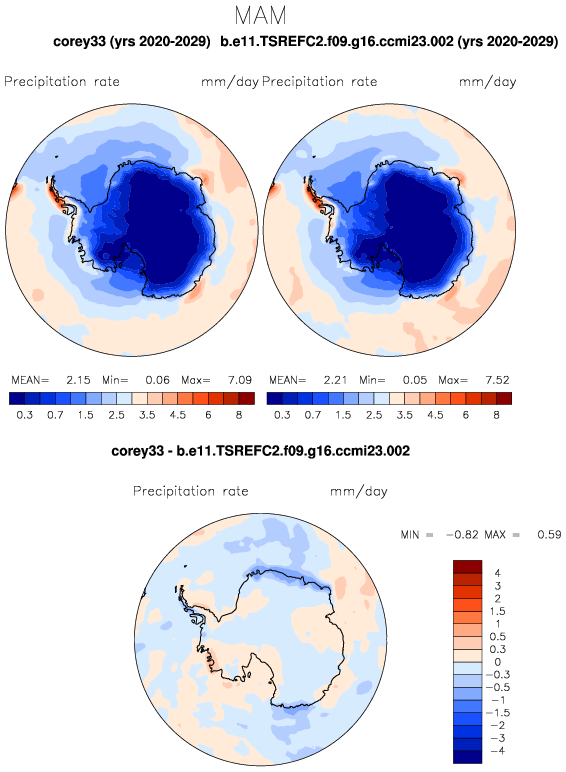 MAM
corey33 (yrs 2020-2029) b.e11.TSREFC2.f09.g16.ccmi23.002 (yrs 2020-2029)
Precipitation rate mm/day Precipitation rate mm/day
MEAN= 2.15 Min= 0.06 Max= 7.09 MEAN= 2.21 Min= 0.05 Max= 7.52
0.3 0.7 1.5 2.5 3.5 4.5 6 8 0.3 0.7 1.5 2.5 3.5 4.5 6 8
corey33 - b.e11.TSREFC2.f09.g16.ccmi23.002
Precipitation rate mm/day
MIN = -0.82 MAX = 0.59
4
3
2
1.5
1
0.5
0.3
0
-0.3
-0.5
-1
-1.5
-2
-3
-4